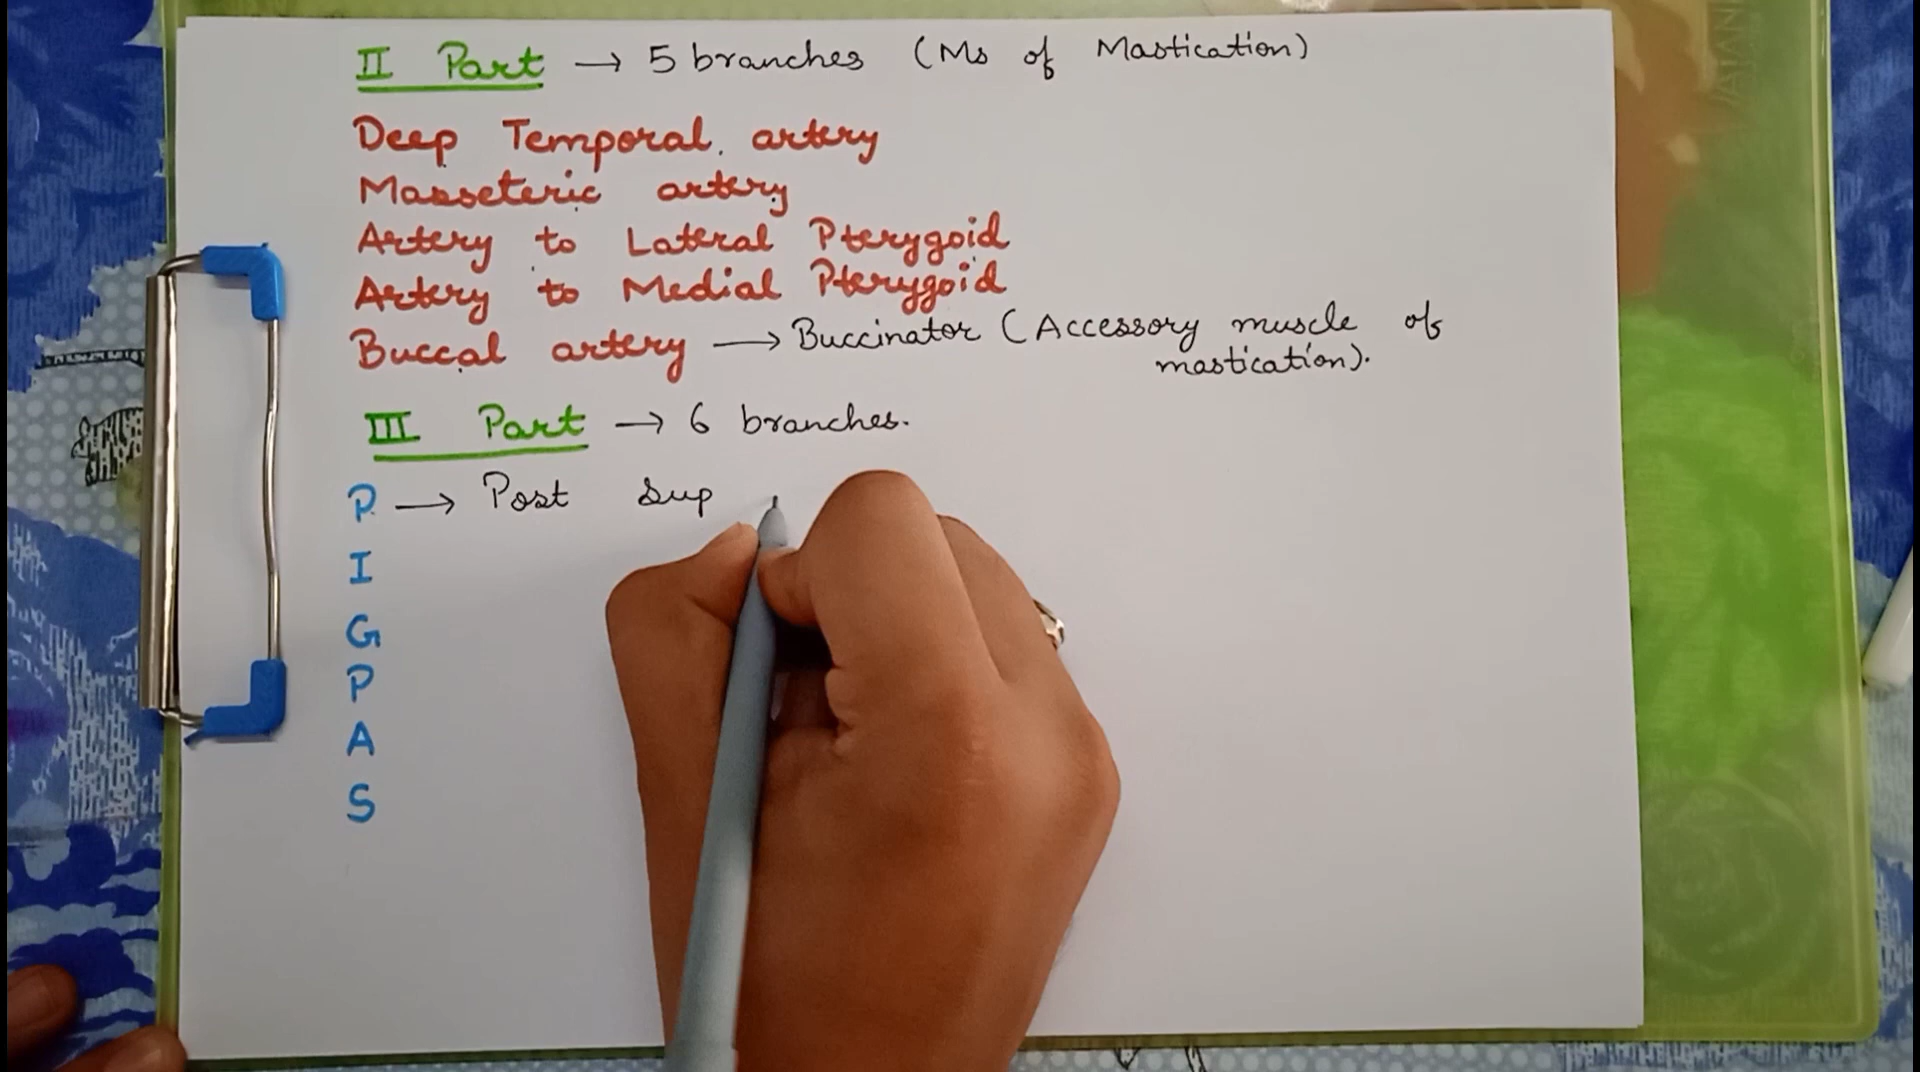 II Part → 5 branches (Ms of Mastication)
Deep Temporal artery
Masseteric artery
Artery to Lateral Pterygoid
Artery to Medial Pterygoid
Buccal artery → Buccinator (Accessory muscle of
mastication).
III Part → 6 branches.
P → Post Sup
I
G
P
A
S